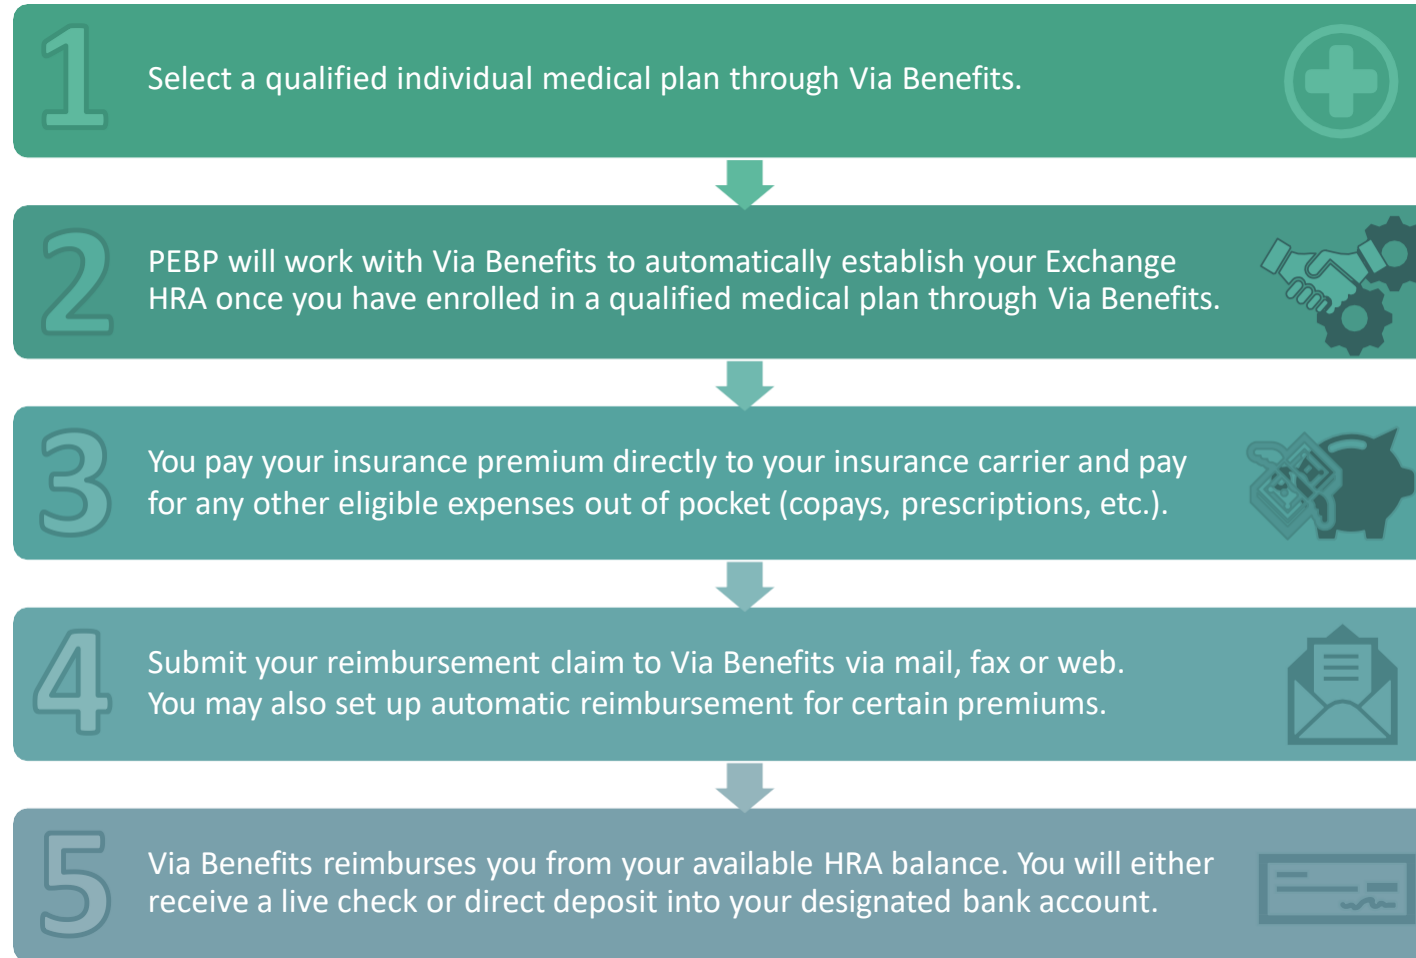 1
Select a qualified individual medical plan through Via Benefits.
2
PEBP will work with Via Benefits to automatically establish your Exchange
HRA once you have enrolled in a qualified medical plan through Via Benefits.
3
You pay your insurance premium directly to your insurance carrier and pay
for any other eligible expenses out of pocket (copays, prescriptions, etc.).
4
Submit your reimbursement claim to Via Benefits via mail, fax or web.
You may also set up automatic reimbursement for certain premiums.
5
Via Benefits reimburses you from your available HRA balance. You will either
receive a live check or direct deposit into your designated bank account.